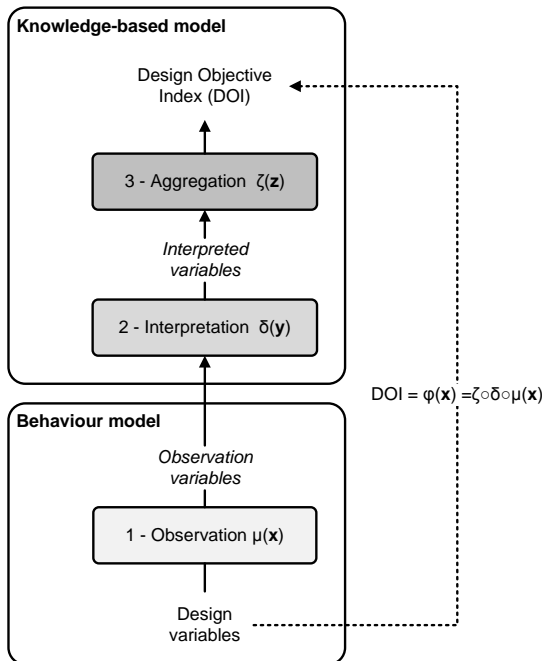 Knowledge-based model
Design Objective
Index (DOI)
3 - Aggregation ζ(z)
Interpreted
variables
2 - Interpretation δ(y)
DOI = φ(x) =ζ○δ○μ(x)
Behaviour model
Observation
variables
1 - Observation μ(x)
Design
variables